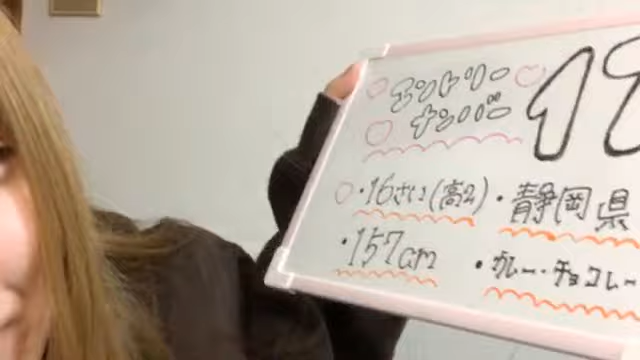 エントリー
ナンバー
・16さい(高2)・静岡県
・157cm
・カレー・チョコレー